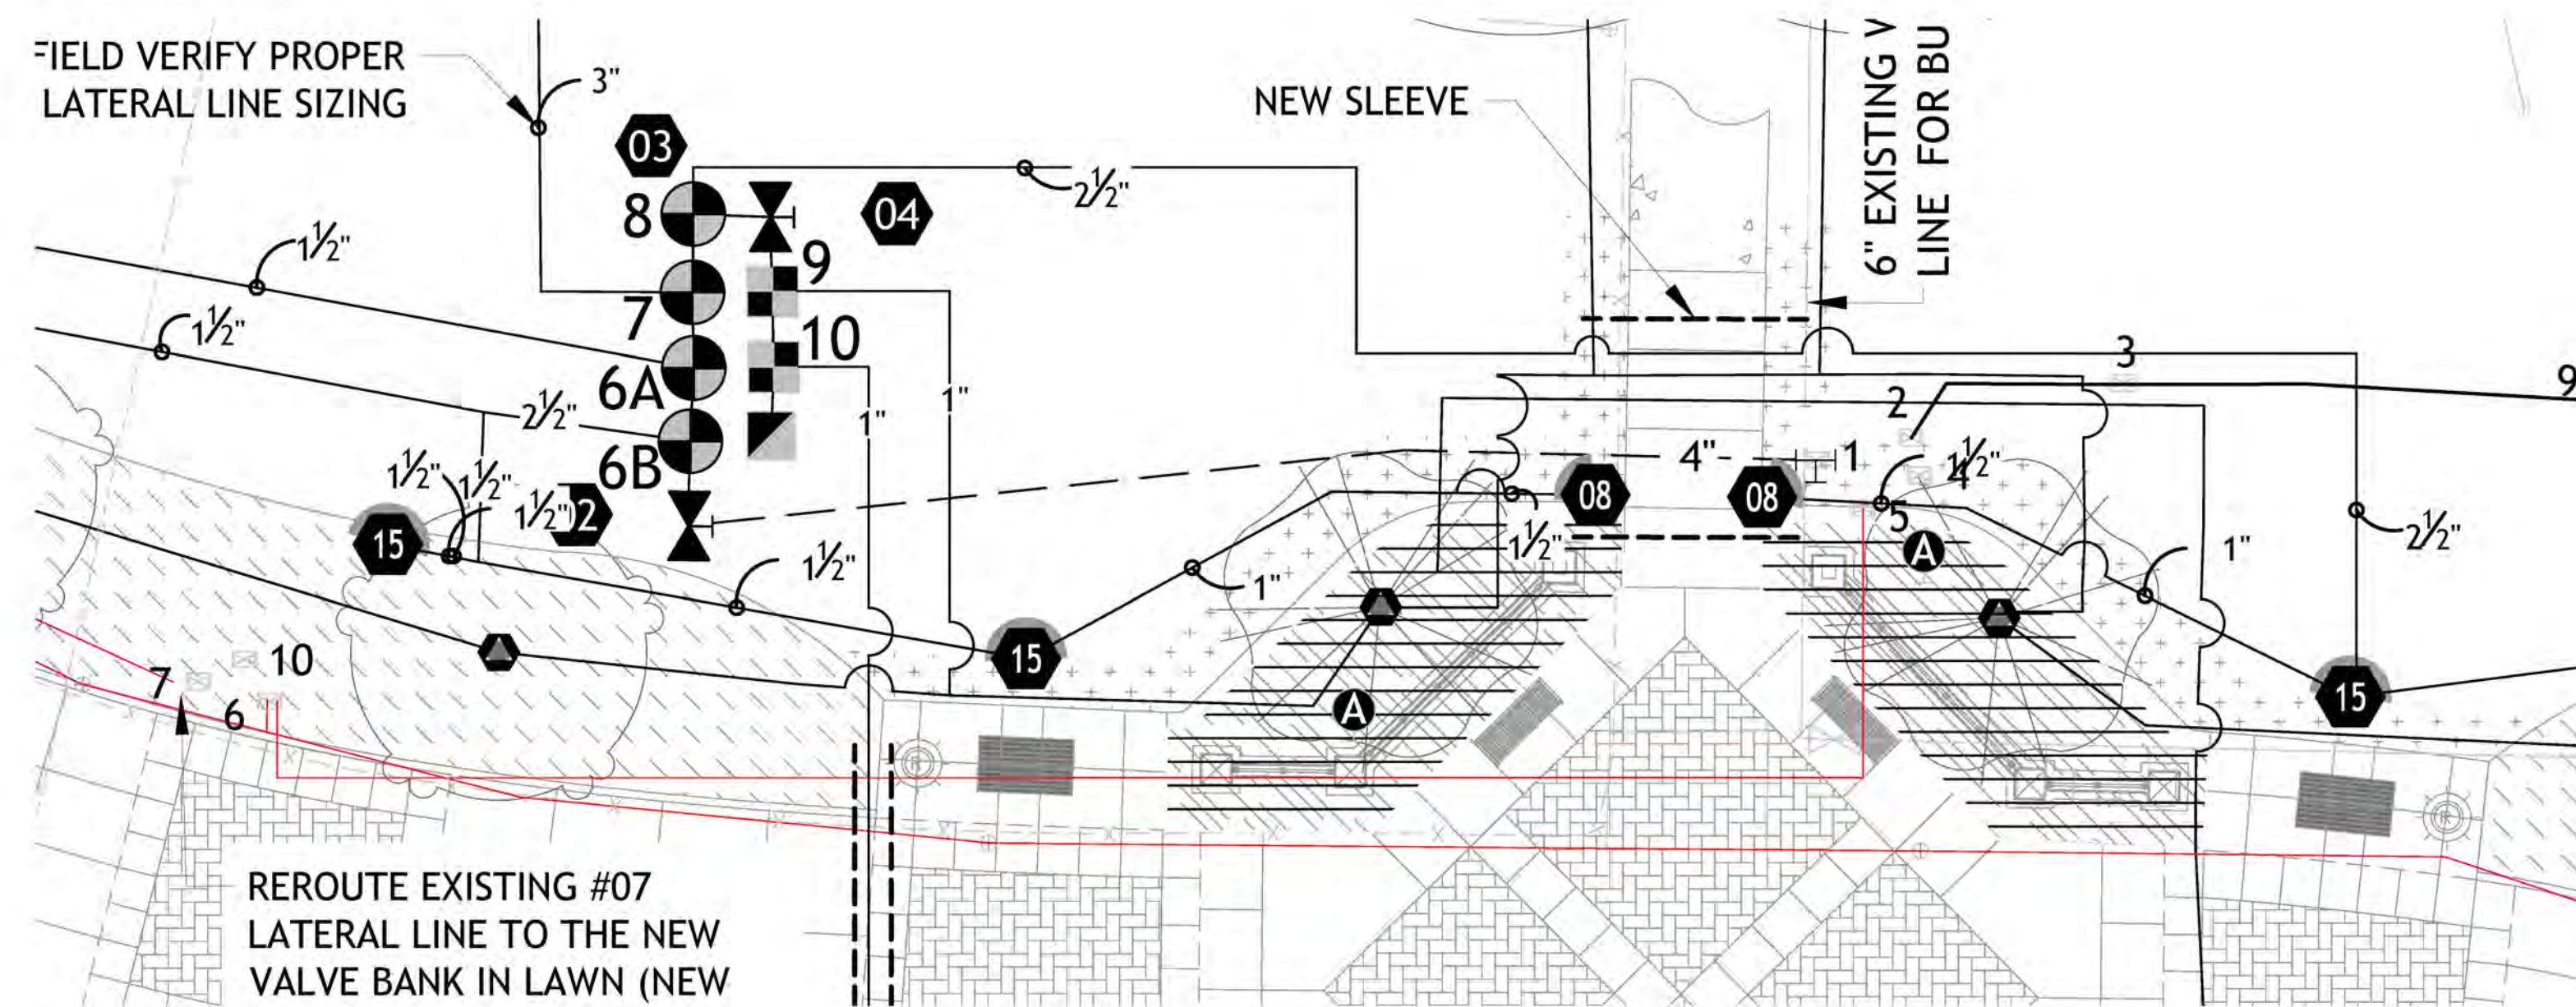 FIELD VERIFY PROPER
LATERAL LINE SIZING
3"
03
8
04
2½"
NEW SLEEVE
6" EXISTING V
LINE FOR BU
1½"
1½"
9
7
10
6A
2½"
6B
1"
1"
3
2
9
1½"
1½"
1½"
2
15
4"
08
08
1
1½"
4
5
A
1½"
1½"
1"
1"
2½"
15
15
A
7
10
6
R
R
REROUTE EXISTING #07
LATERAL LINE TO THE NEW
VALVE BANK IN LAWN (NEW